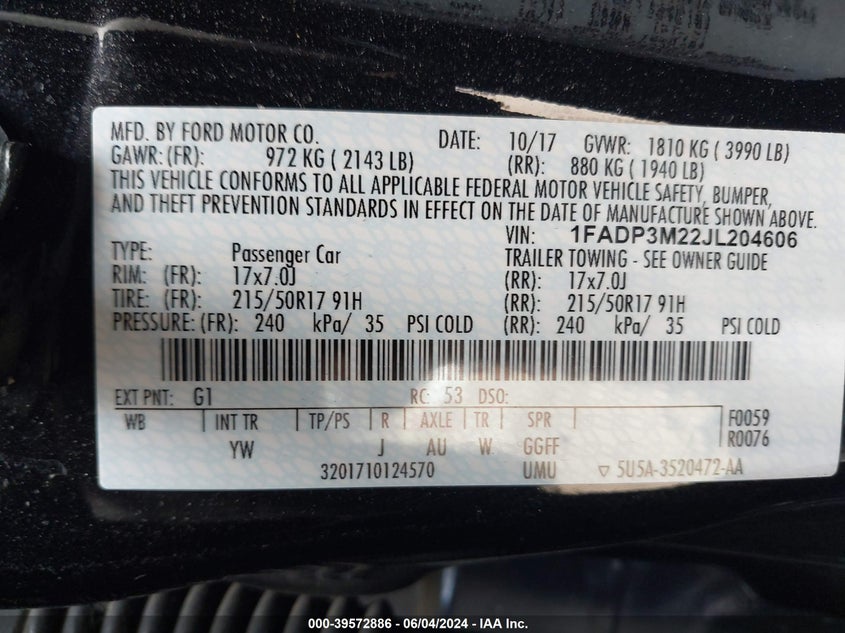 MFD. BY FORD MOTOR CO. DATE: 10/17 GVWR: 1810 KG ( 3990 LB)
GAWR:(FR): 972 KG ( 2143 LB) (RR): 880 KG ( 1940 LB)
THIS VEHICLE CONFORMS TO ALL APPLICABLE FEDERAL MOTOR VEHICLE SAFETY, BUMPER,
AND THEFT PREVENTION STANDARDS IN EFFECT ON THE DATE OF MANUFACTURE SHOWN ABOVE.
VIN: 1FADP3M22JL204606
TYPE: Passenger Car TRAILER TOWING - SEE OWNER GUIDE
RIM: (FR): 17x7.0J (RR): 17x7.0J
TIRE: (FR): 215/50R17 91H (RR): 215/50R17 91H
PRESSURE:(FR): 240 kPa/ 35 PSI COLD (RR): 240 kPa/ 35 PSI COLD
EXT PNT: G1 RC: 53 DSO:
WB INT TR TP/PS R AXLE TR SPR F0059
YW J AU W GGFF R0076
3201710124570 UMU ▽ 5U5A-3520472-AA
000-39572886 - 06/04/2024 - IAA Inc.